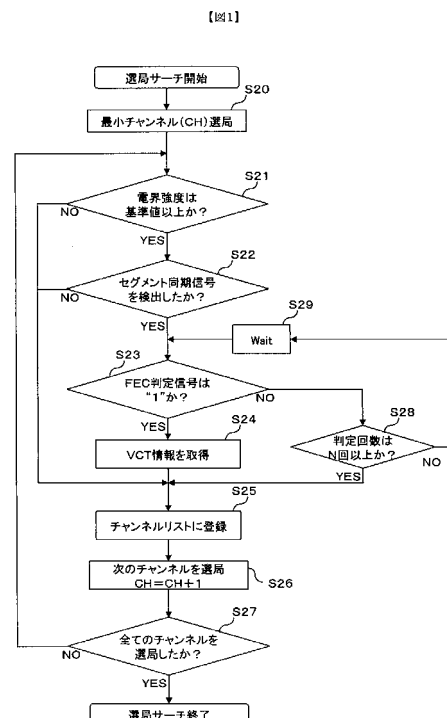 【図1】
選局サーチ開始
S20
最小チャンネル(CH)選局
S21
電界強度は
基準値以上か?
NO
YES
S22
セグメント同期信号
を検出したか?
NO
YES
S29
Wait
S23
FEC判定信号は
"1"か?
NO
YES
S28
判定回数は
N回以上か?
NO
YES
S24
VCT情報を取得
S25
チャンネルリストに登録
次のチャンネルを選局
CH=CH+1
S26
S27
全てのチャンネルを
選局したか?
NO
YES
選局サーチ終了